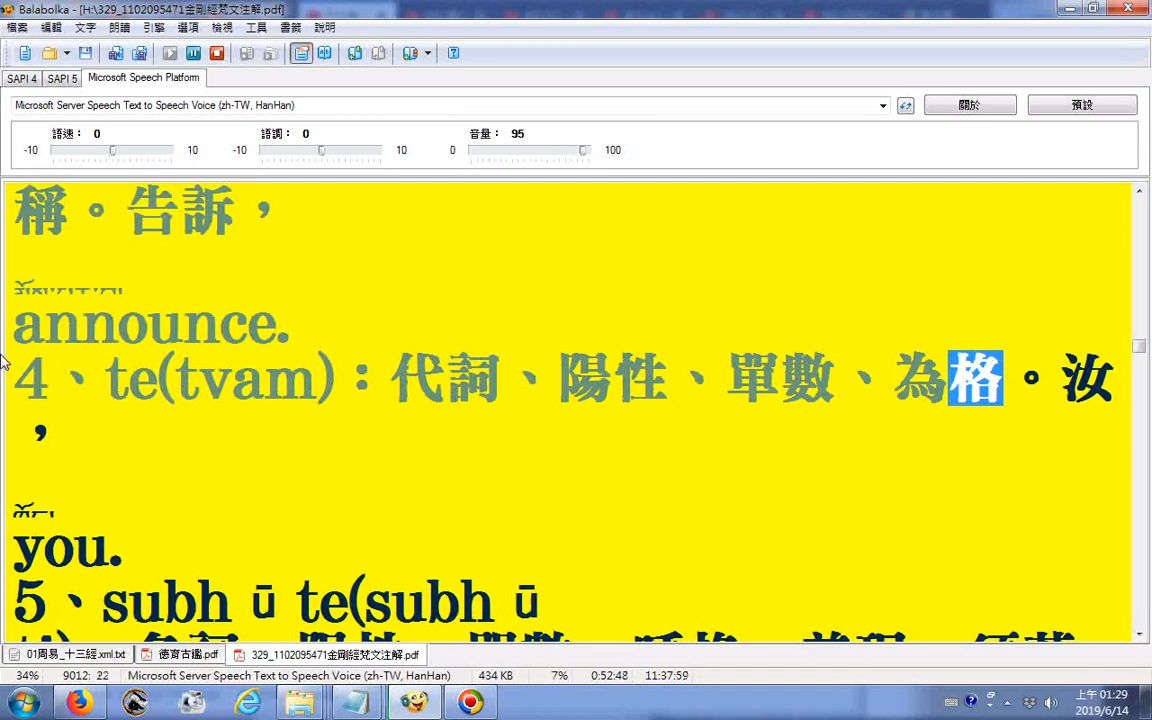 Balabolka - [H:\329_1102095471金剛經梵文注解.pdf]
檔案 編輯 文字 朗讀 引擎 選項 檢視 工具 書籤 說明
SAPI 4 SAPI 5 Microsoft Speech Platform
Microsoft Server Speech Text to Speech Voice (zh-TW, HanHan) 關於 預設
語速： 0 語調： 0 音量： 95
-10 10 -10 10 0 100
稱。告訴，
announce.
4、te(tvam)：代詞、陽性、單數、為格。汝
，
you.
5、subh ū te(subh ū
01周易_十三經.xml.txt 德育古鑑.pdf 329_1102095471金剛經梵文注解.pdf
34% 9012: 22 Microsoft Server Speech Text to Speech Voice (zh-TW, HanHan) 434 KB 7% 0:52:48 11:37:59
上午 01:29
2019/6/14